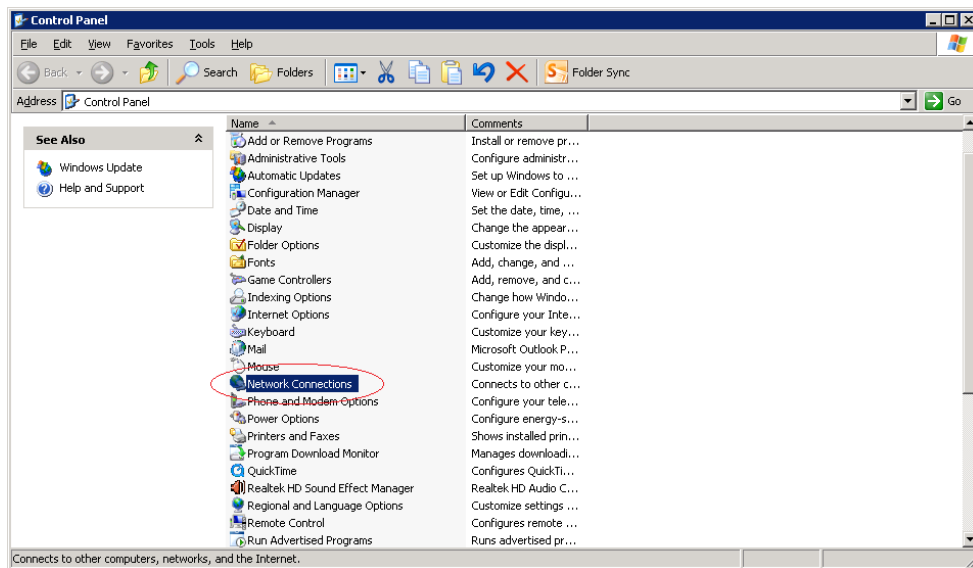 Control Panel
File Edit View Favorites Tools Help
Back Search Folders Folder Sync
Address Control Panel Go
See Also
Windows Update
Help and Support
Name Comments
Add or Remove Programs Install or remove pr...
Administrative Tools Configure administr...
Automatic Updates Set up Windows to ...
Configuration Manager View or Edit Configu...
Date and Time Set the date, time, ...
Display Change the appear...
Folder Options Customize the displ...
Fonts Add, change, and ...
Game Controllers Add, remove, and c...
Indexing Options Change how Windo...
Internet Options Configure your Inte...
Keyboard Customize your key...
Mail Microsoft Outlook P...
Mouse Customize your mo...
Network Connections Connects to other c...
Phone and Modem Options Configure your tele...
Power Options Configure energy-s...
Printers and Faxes Shows installed prin...
Program Download Monitor Manages downloadi...
QuickTime Configures QuickTi...
Realtek HD Sound Effect Manager Realtek HD Audio C...
Regional and Language Options Customize settings ...
Remote Control Configures remote ...
Run Advertised Programs Runs advertised pr...
Connects to other computers, networks, and the Internet.